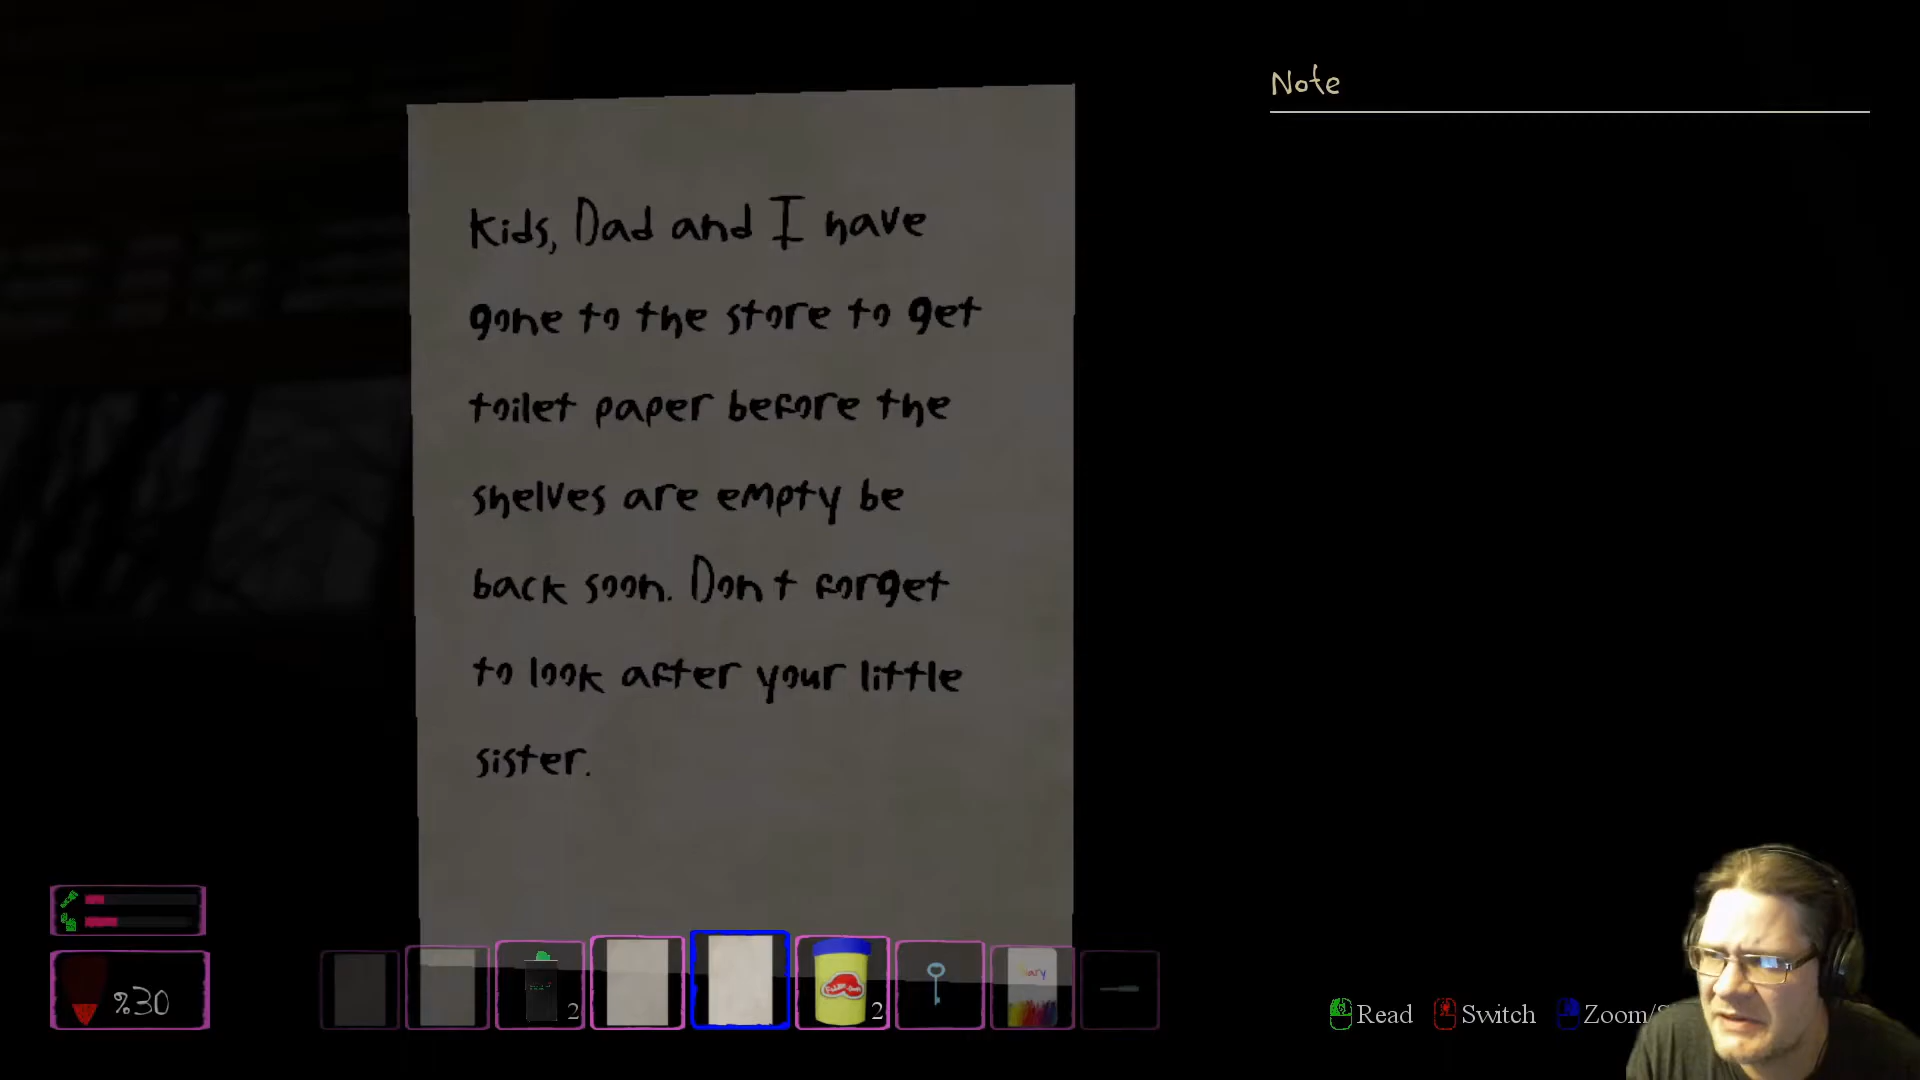 Note
Kids, Dad and I have
gone to the store to get
toilet paper before the
shelves are empty be
back soon. Don t forget
to look after your little
sister.
%30
2
2
Read
Switch
Zoom/S